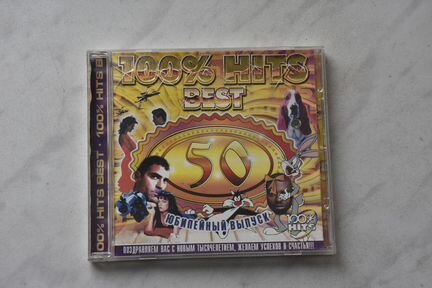 100% HITS
BEST
50
ЮБИЛЕЙНЫЙ ВЫПУСК
100%
HITS
ПОЗДРАВЛЯЕМ ВАС С НОВЫМ ТЫСЯЧЕЛЕТИЕМ, ЖЕЛАЕМ УСПЕХОВ И СЧАСТЬЯ!!!
00% HITS BEST · 100% HITS B